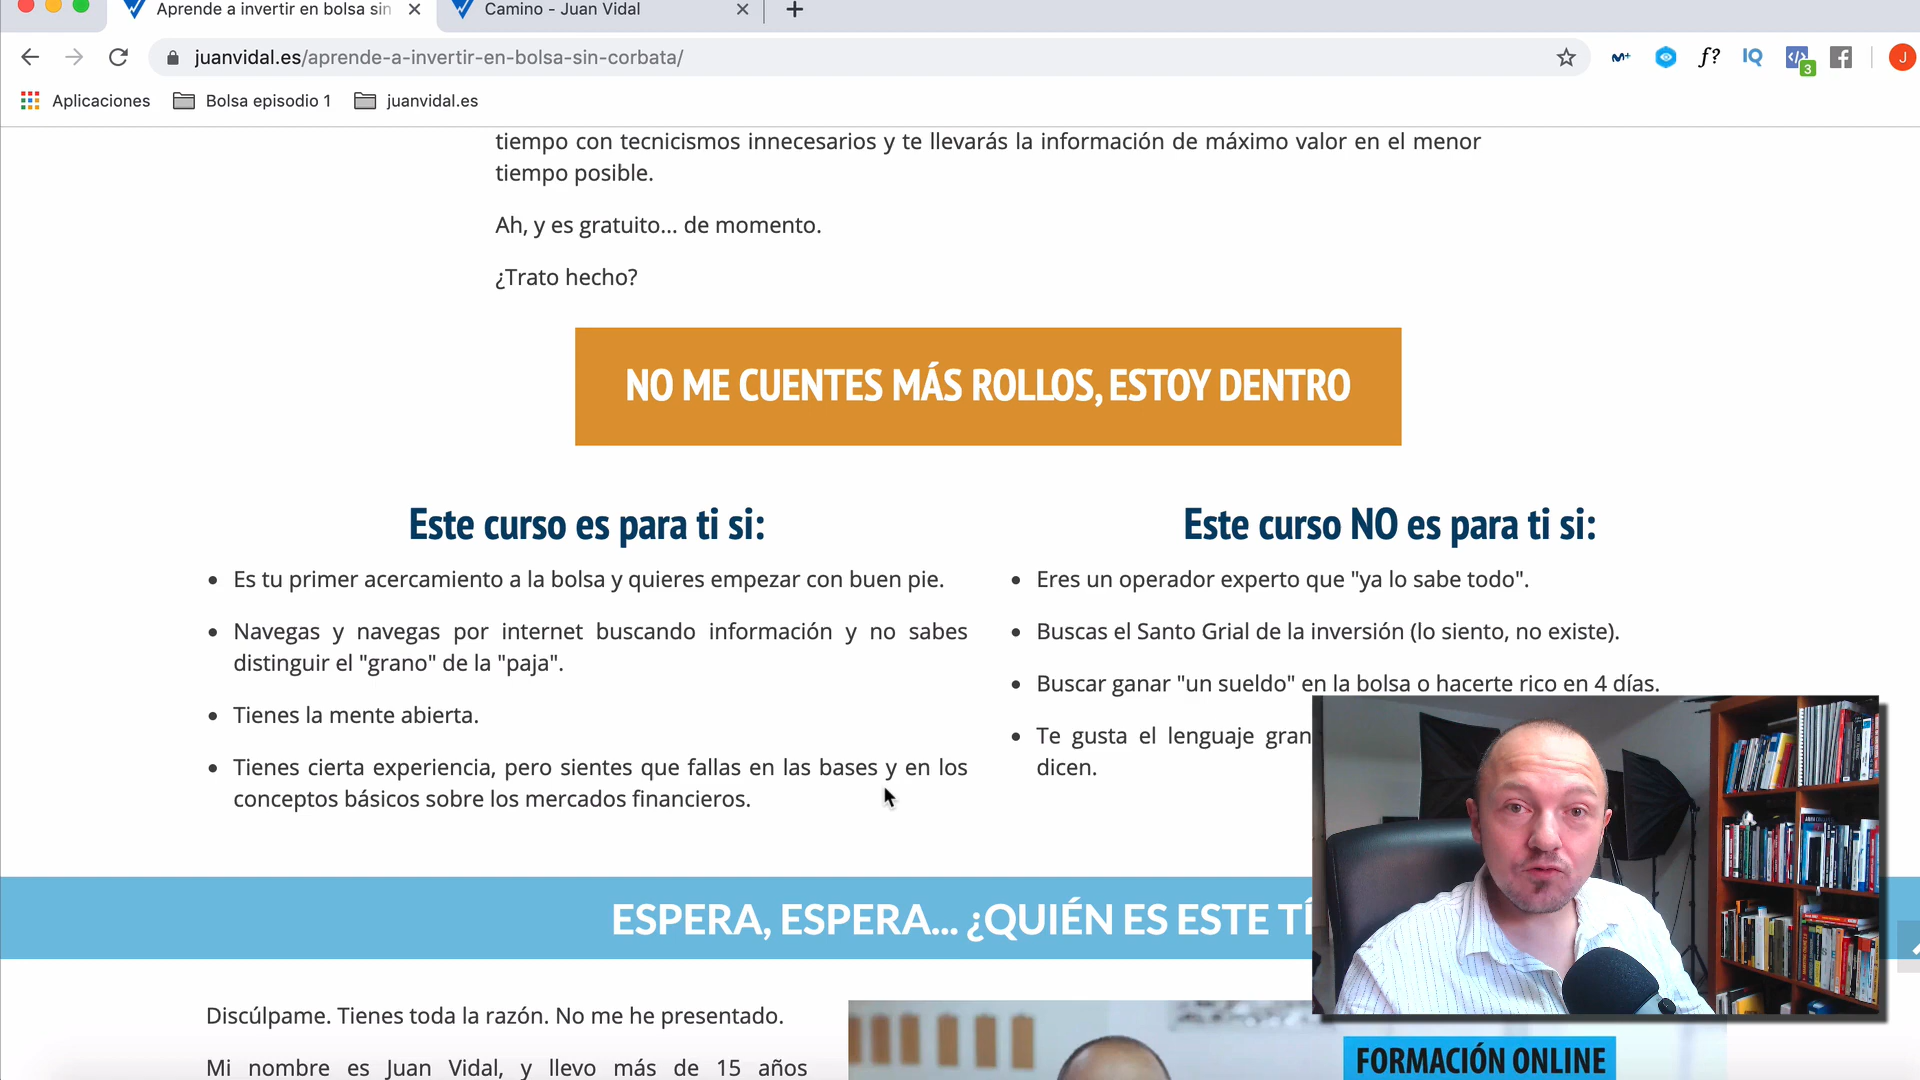 Aprende a invertir en bolsa sin
Camino - Juan Vidal
juanvidal.es/aprende-a-invertir-en-bolsa-sin-corbata/
f?
IQ
3
J
Aplicaciones
Bolsa episodio 1
juanvidal.es
tiempo con tecnicismos innecesarios y te llevarás la información de máximo valor en el menor
tiempo posible.
Ah, y es gratuito... de momento.
¿Trato hecho?
NO ME CUENTES MÁS ROLLOS, ESTOY DENTRO
Este curso es para ti si:
• Es tu primer acercamiento a la bolsa y quieres empezar con buen pie.
• Navegas y navegas por internet buscando información y no sabes
distinguir el "grano" de la "paja".
• Tienes la mente abierta.
• Tienes cierta experiencia, pero sientes que fallas en las bases y en los
conceptos básicos sobre los mercados financieros.
Este curso NO es para ti si:
• Eres un operador experto que "ya lo sabe todo".
• Buscas el Santo Grial de la inversión (lo siento, no existe).
• Buscar ganar "un sueldo" en la bolsa o hacerte rico en 4 días.
• Te gusta el lenguaje gran
dicen.
ESPERA, ESPERA... ¿QUIÉN ES ESTE TÍ
Discúlpame. Tienes toda la razón. No me he presentado.
Mi nombre es Juan Vidal, y llevo más de 15 años
FORMACIÓN ONLINE